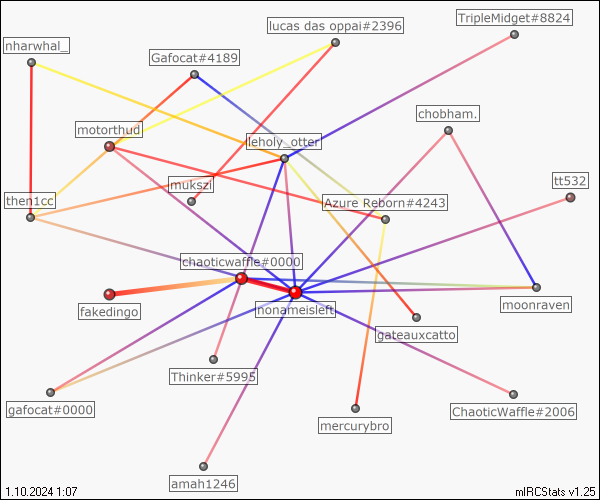 lucas das oppai#2396
TripleMidget#8824
nharwhal_
Gafocat#4189
chobham.
motorthud
leholy_otter
mukszi
tt532
then1cc
Azure Reborn#4243
chaoticwaffle#0000
fakedingo
nonameisleft
moonraven
gateauxcatto
Thinker#5995
gafocat#0000
mercurybro
ChaoticWaffle#2006
amah1246
1.10.2024 1:07
mIRCStats v1.25